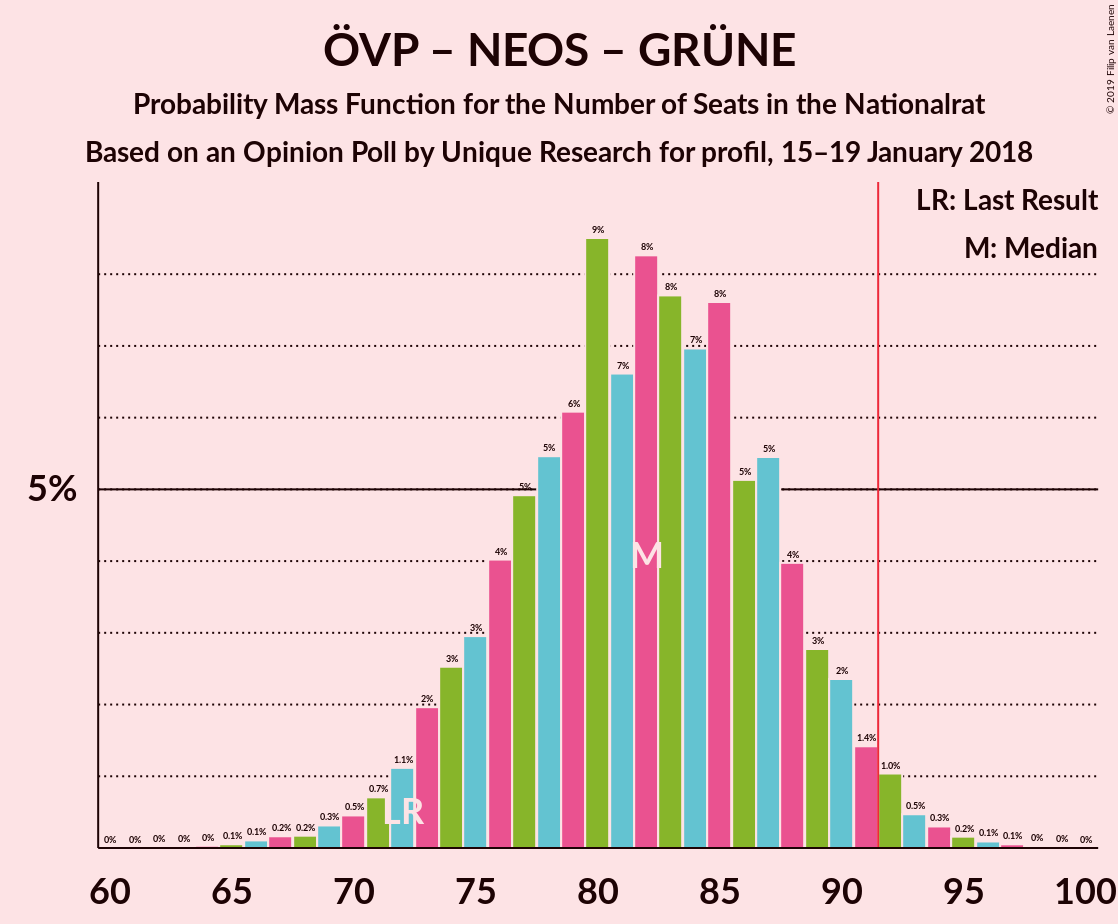 ÖVP – NEOS – GRÜNE
Probability Mass Function for the Number of Seats in the Nationalrat
Based on an Opinion Poll by Unique Research for profil, 15–19 January 2018
© 2019 Filip van Laenen
LR: Last Result
M: Median
5%
0% 0% 0% 0% 0% 0.1% 0.1% 0.2% 0.2% 0.3% 0.5% 0.7% 1.1% 2% 3% 3% 4% 5% 5% 6% 9% 7% 8% 8% 7% 8% 5% 5% 4% 3% 2% 1.4% 1.0% 0.5% 0.3% 0.2% 0.1% 0.1% 0% 0% 0%
M
LR
60 65 70 75 80 85 90 95 100